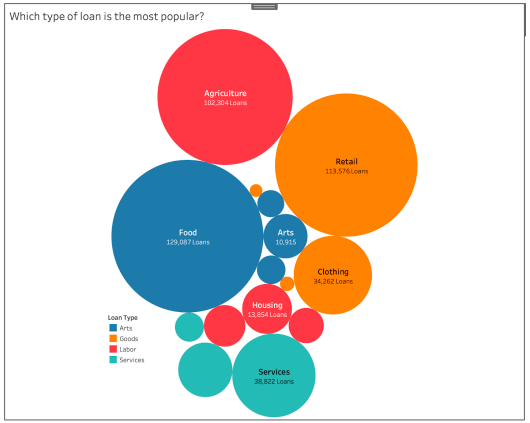 Which type of loan is the most popular?
Agriculture
102,304 Loans
Retail
113,576 Loans
Food
129,087 Loans
Arts
10,915
Clothing
34,262 Loans
Housing
13,854 Loans
Loan Type
Arts
Goods
Labor
Services
Services
38,822 Loans